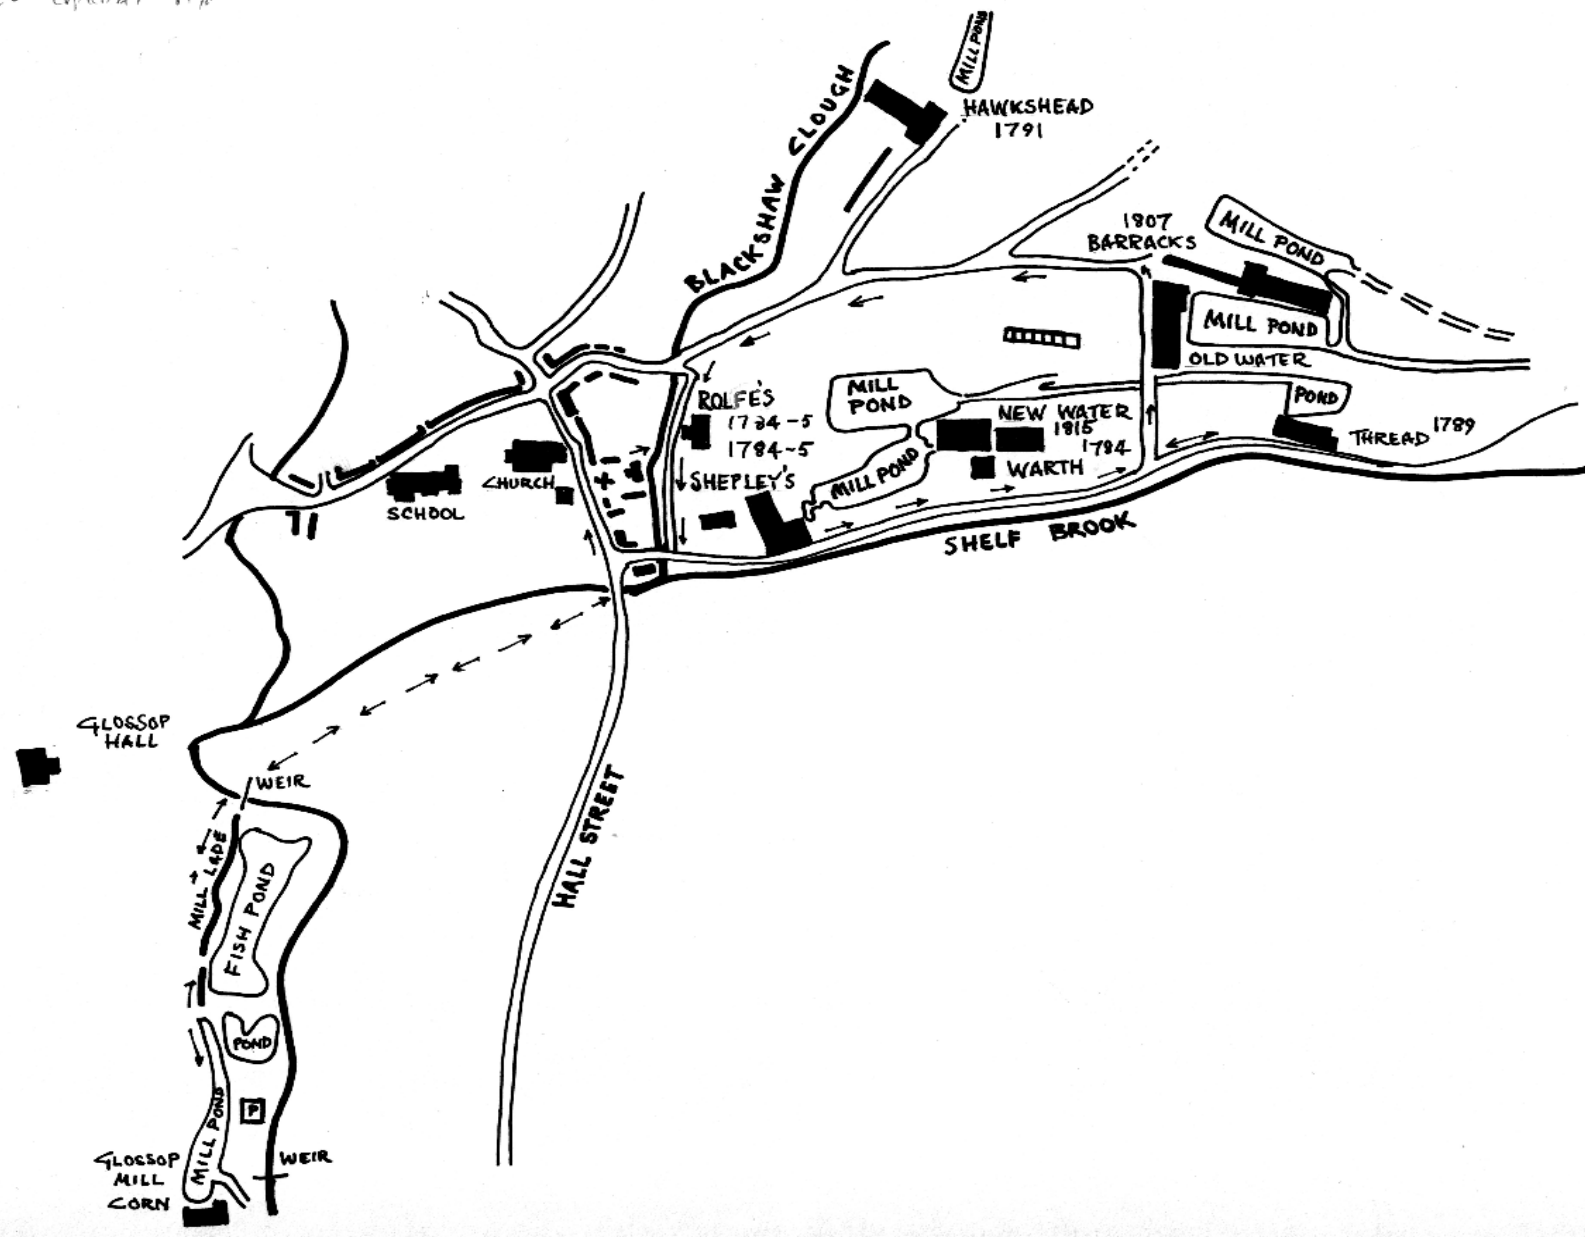 MILL POND
HAWKSHEAD
1791
BLACKSHAW CLOUGH
1807
BARRACKS
MILL POND
MILL POND
OLD WATER
POND
THREAD 1789
MILL
POND
NEW WATER
1815
1784
WARTH
MILL POND
ROLFE'S
1784-5
1784-5
SHEPLEY'S
CHURCH
SCHOOL
SHELF BROOK
GLOSSOP
HALL
WEIR
MILL LADE
FISH POND
HALL STREET
POND
P
MILL POND
GLOSSOP
MILL
CORN
WEIR